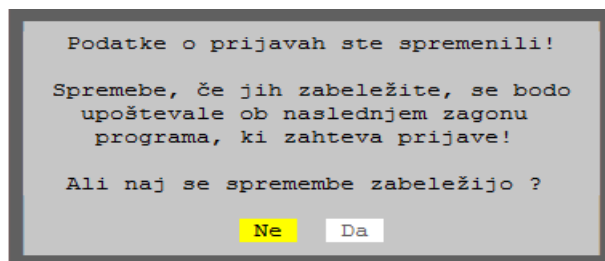 Podatke o prijavah ste spremenili!
Spremebe, če jih zabeležite, se bodo
upoštevale ob naslednjem zagonu
programa, ki zahteva prijave!
Ali naj se spremembe zabeležijo ?
Ne Da